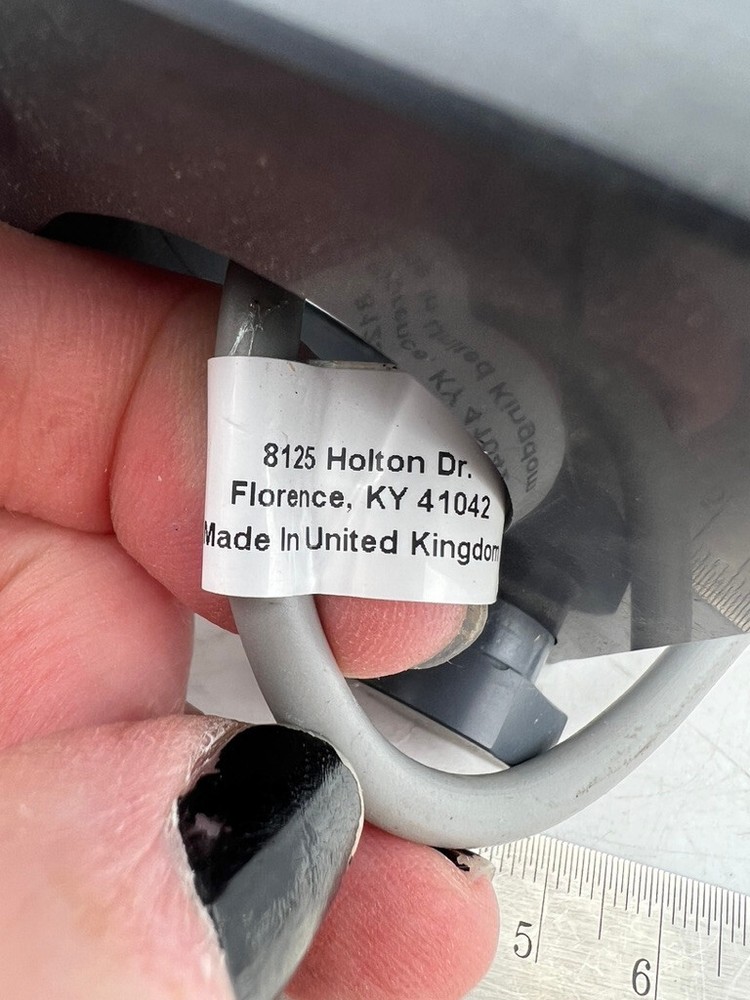 8125 Holton Dr.
Florence, KY 41042
Made In United Kingdom
5
6